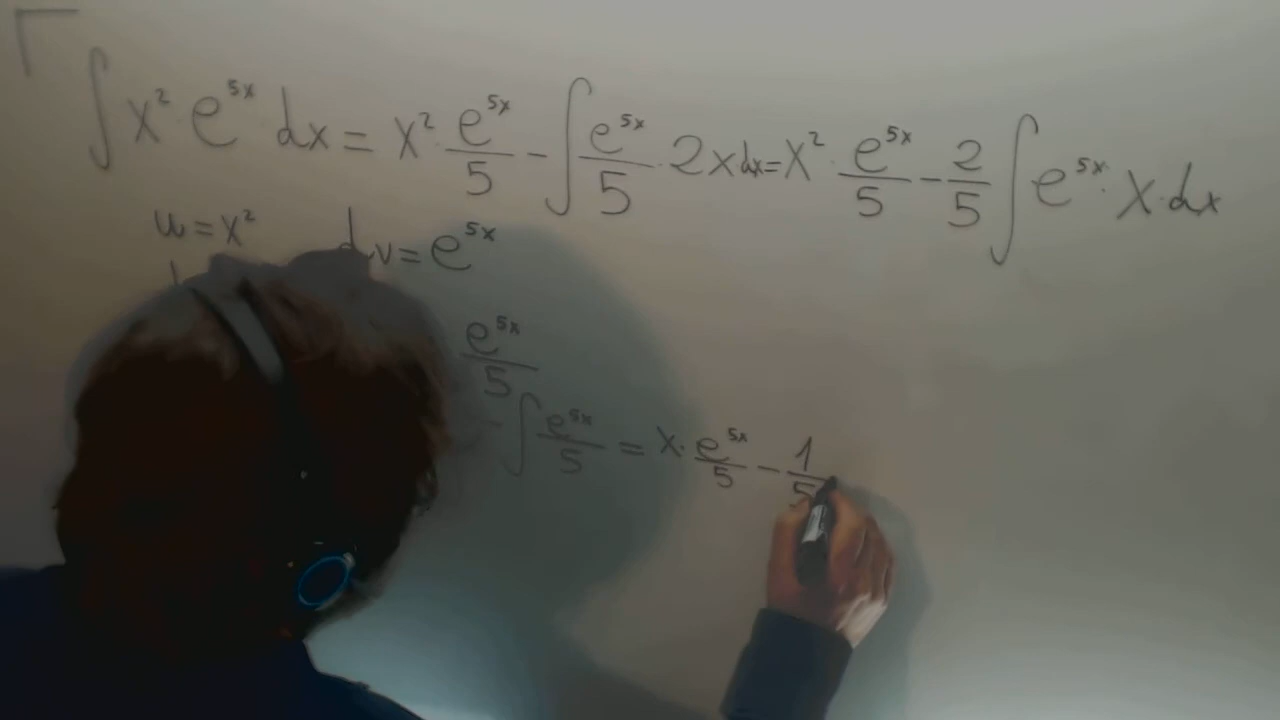 ∫ x² e^{5x} dx = x² · e^{5x}/5 - ∫ e^{5x}/5 · 2x dx = x² · e^{5x}/5 - 2/5 ∫ e^{5x} · x · dx
u = x² dv = e^{5x}
e^{5x}/5
- ∫ e^{5x}/5 = x · e^{5x}/5 - 1/5